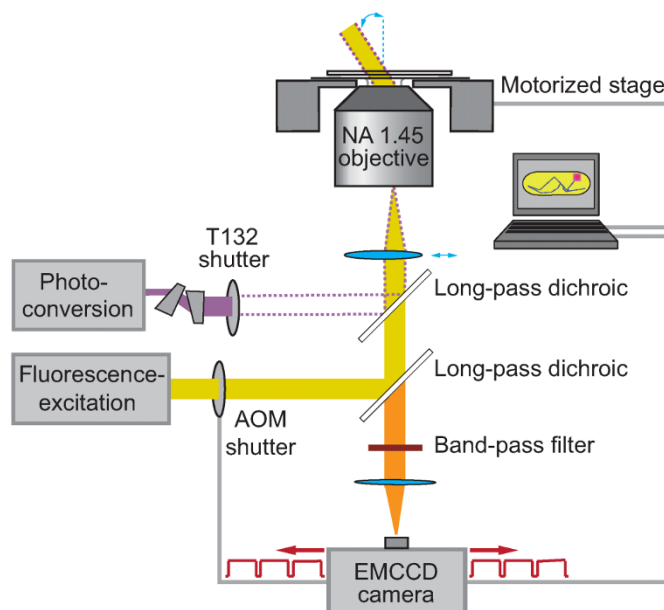 Motorized stage
NA 1.45
objective
T132
shutter
Photo-
conversion
Long-pass dichroic
Fluorescence-
excitation
Long-pass dichroic
AOM
shutter
Band-pass filter
EMCCD
camera